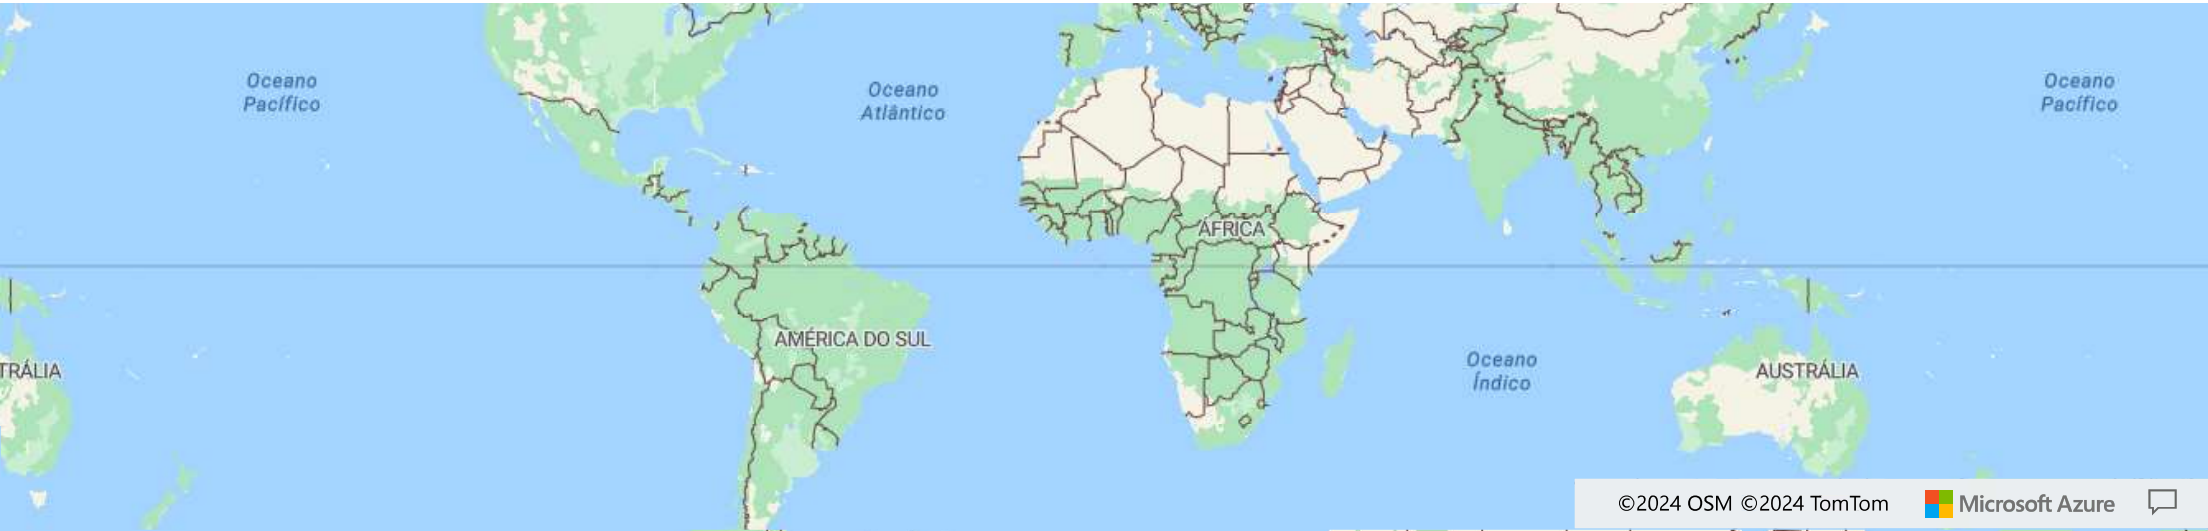 Oceano
Pacífico
Oceano
Atlântico
Oceano
Pacífico
ÁFRICA
AMÉRICA DO SUL
Oceano
Índico
TRÁLIA
AUSTRÁLIA
©2024 OSM ©2024 TomTom
Microsoft Azure